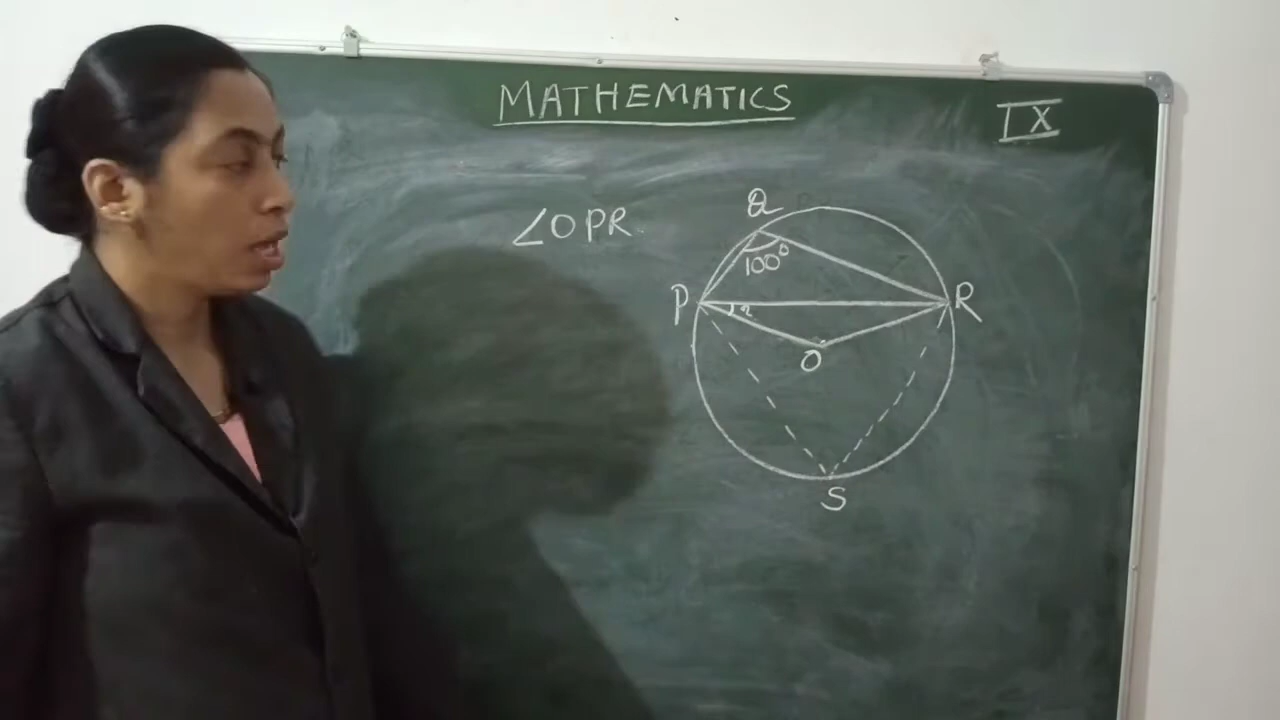 MATHEMATICS
IX
∠OPR
Q
100°
P
R
O
S